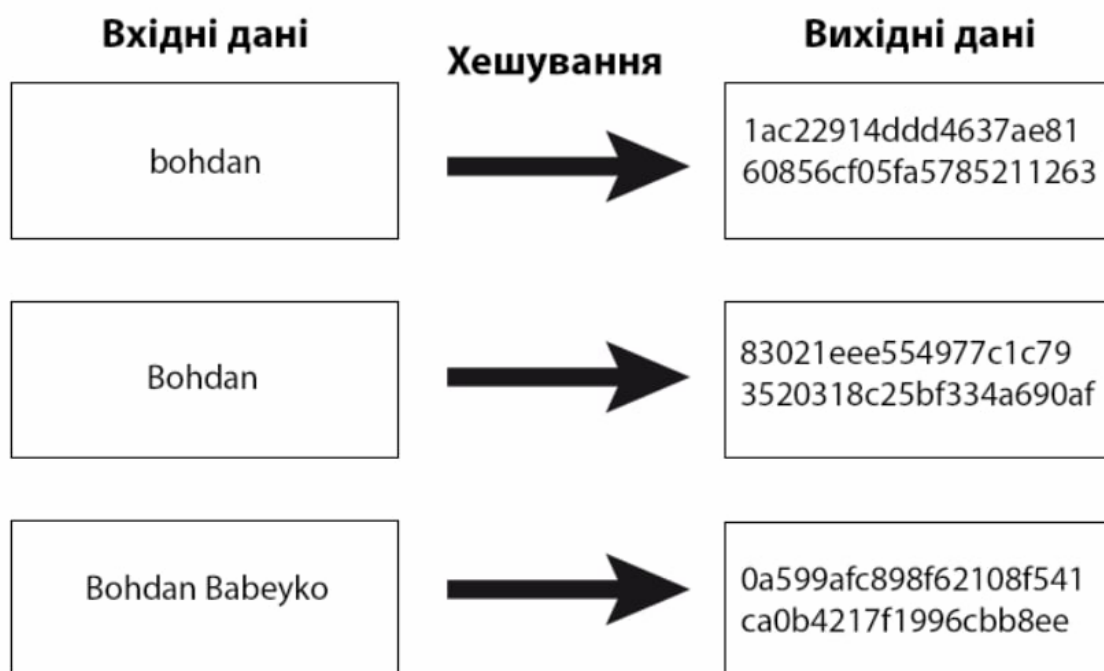 Вхідні дані
Хешування
Вихідні дані
bohdan
1ac22914ddd4637ae81
60856cf05fa5785211263
Bohdan
83021eee554977c1c79
3520318c25bf334a690af
Bohdan Babeyko
0a599afc898f62108f541
ca0b4217f1996cbb8ee